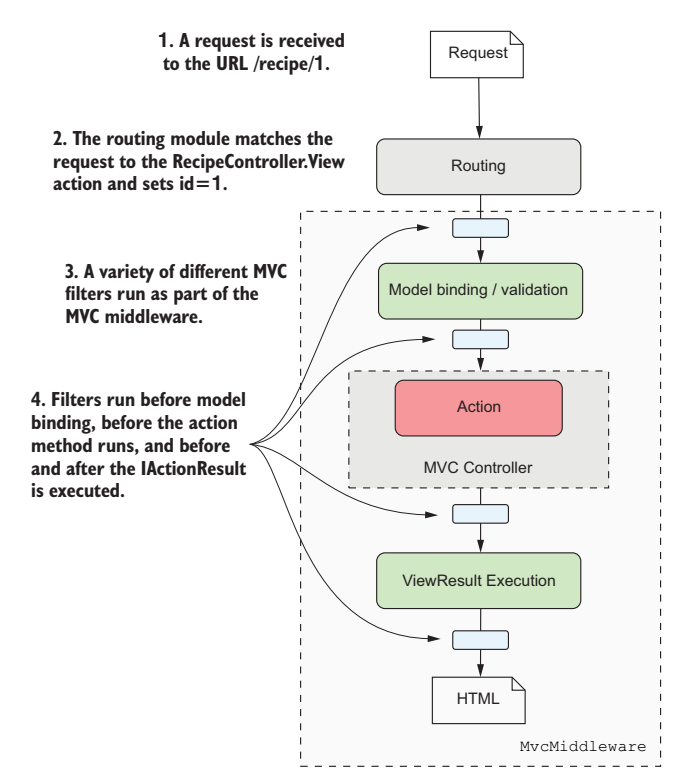 1. A request is received
to the URL /recipe/1.
Request
2. The routing module matches the
request to the RecipeController.View
action and sets id=1.
Routing
3. A variety of different MVC
filters run as part of the
MVC middleware.
Model binding / validation
4. Filters run before model
binding, before the action
method runs, and before
and after the IActionResult
is executed.
Action
MVC Controller
ViewResult Execution
HTML
MvcMiddleware